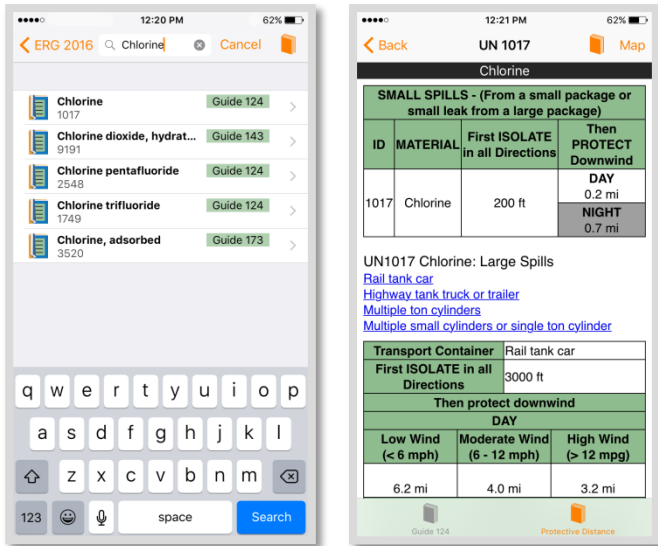 12:20 PM
62%
ERG 2016
Chlorine
Cancel
Chlorine
Guide 124
1017
Chlorine dioxide, hydrat...
Guide 143
9191
Chlorine pentafluoride
Guide 124
2548
Chlorine trifluoride
Guide 124
1749
Chlorine, adsorbed
Guide 173
3520
q w e r t y u i o p
a s d f g h j k l
z x c v b n m
123
space
Search
12:21 PM
62%
Back
UN 1017
Map
Chlorine
SMALL SPILLS - (From a small package or
small leak from a large package)
ID
MATERIAL
First ISOLATE
in all Directions
Then
PROTECT
Downwind
1017
Chlorine
200 ft
DAY
0.2 mi
NIGHT
0.7 mi
UN1017 Chlorine: Large Spills
Rail tank car
Highway tank truck or trailer
Multiple ton cylinders
Multiple small cylinders or single ton cylinder
Transport Container
Rail tank car
First ISOLATE in all
Directions
3000 ft
Then protect downwind
DAY
Low Wind
(< 6 mph)
Moderate Wind
(6 - 12 mph)
High Wind
(> 12 mpg)
6.2 mi
4.0 mi
3.2 mi
Guide 124
Protective Distance